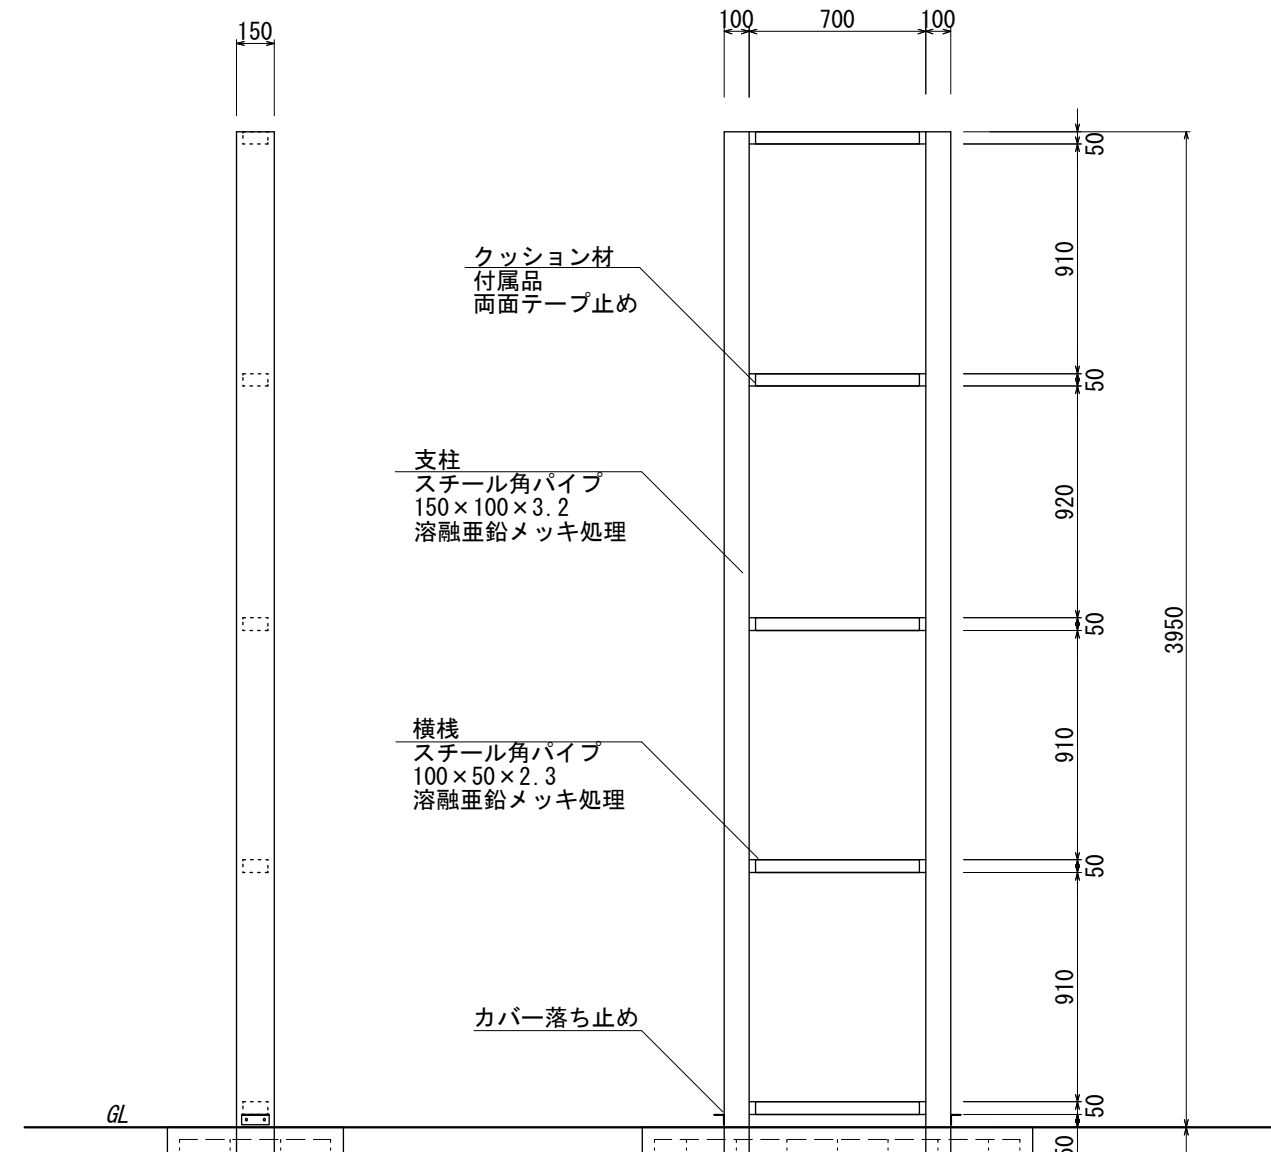 150
100
700
100
50
910
クッション材
付属品
両面テープ止め
50
支柱
スチール角パイプ
150×100×3.2
溶融亜鉛メッキ処理
920
50
3950
横桟
スチール角パイプ
100×50×2.3
溶融亜鉛メッキ処理
910
50
910
カバー落ち止め
50
GL